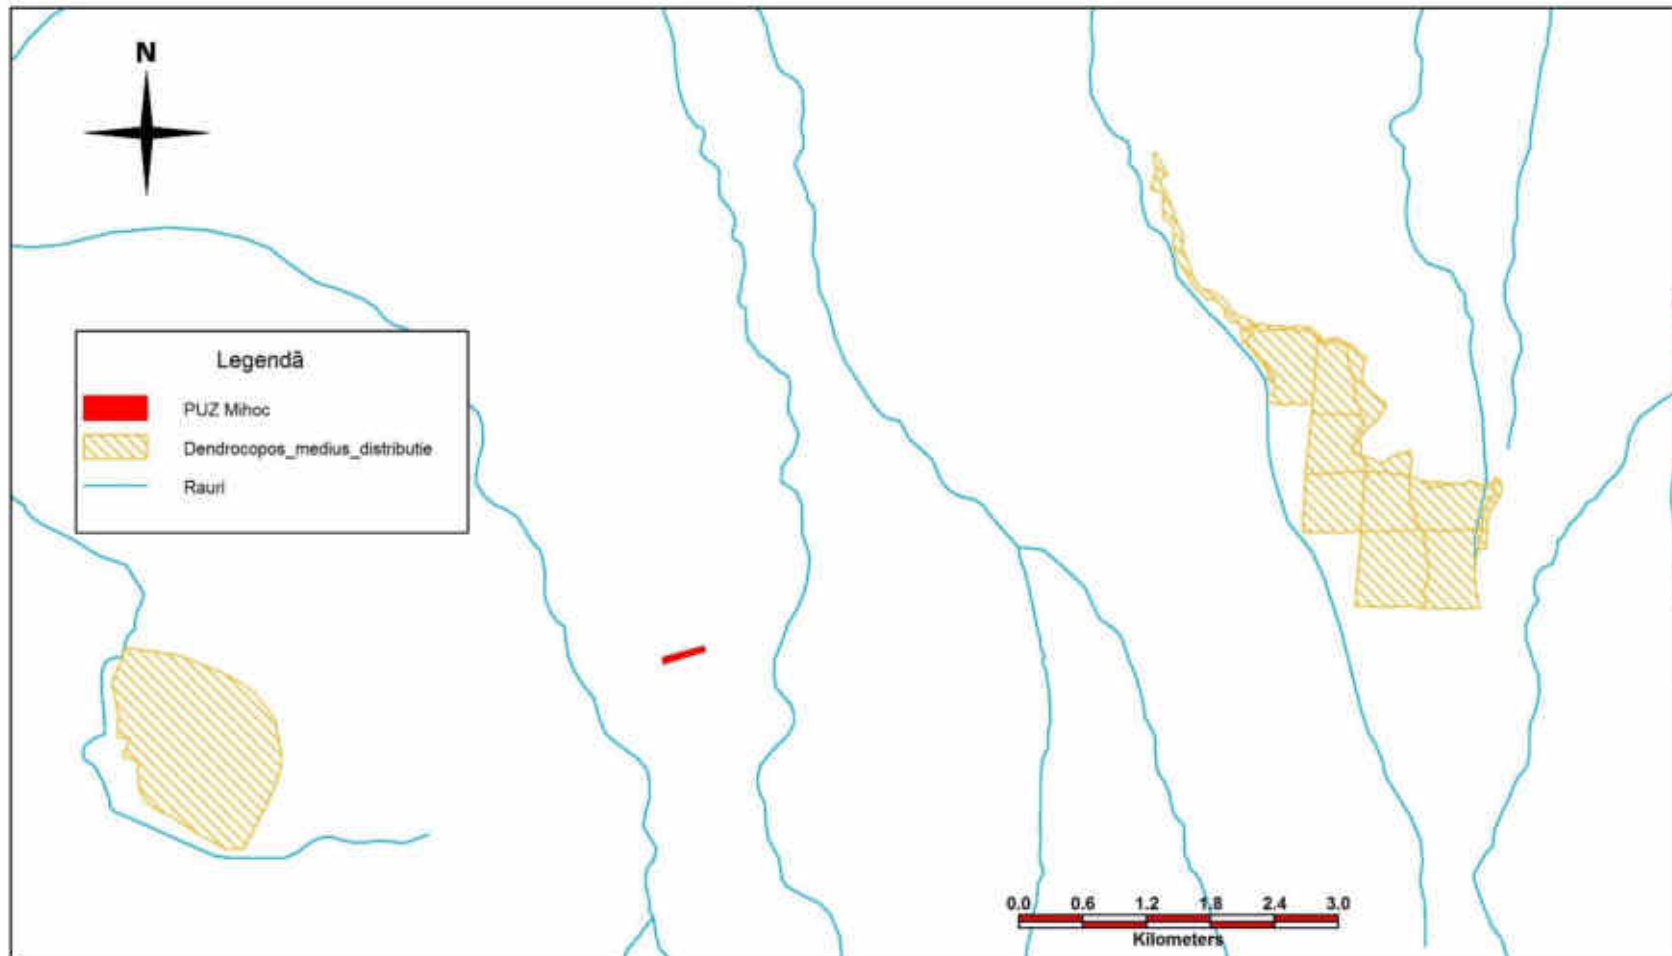 N
Legendă
PUZ Mihoc
Dendrocopos_medius_distributie
Rauri
0.0 0.6 1.2 1.8 2.4 3.0
Kilometers